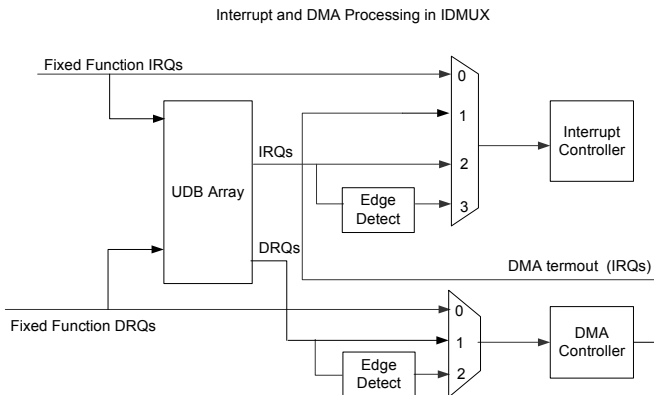 Interrupt and DMA Processing in IDMUX
Fixed Function IRQs
0
1
Interrupt
Controller
IRQs
2
UDB Array
Edge
Detect
3
DRQs
DMA termout (IRQs)
0
Fixed Function DRQs
1
DMA
Controller
Edge
Detect
2